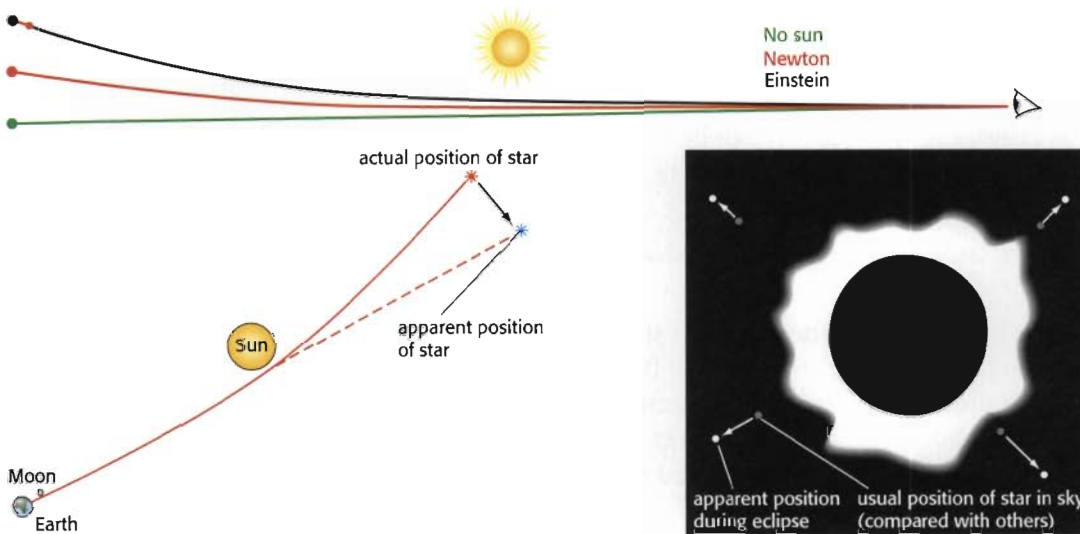 No sun
Newton
Einstein
actual position of star
apparent position
of star
Sun
Moon
Earth
apparent position
during eclipse
usual position of star in sky
(compared with others)